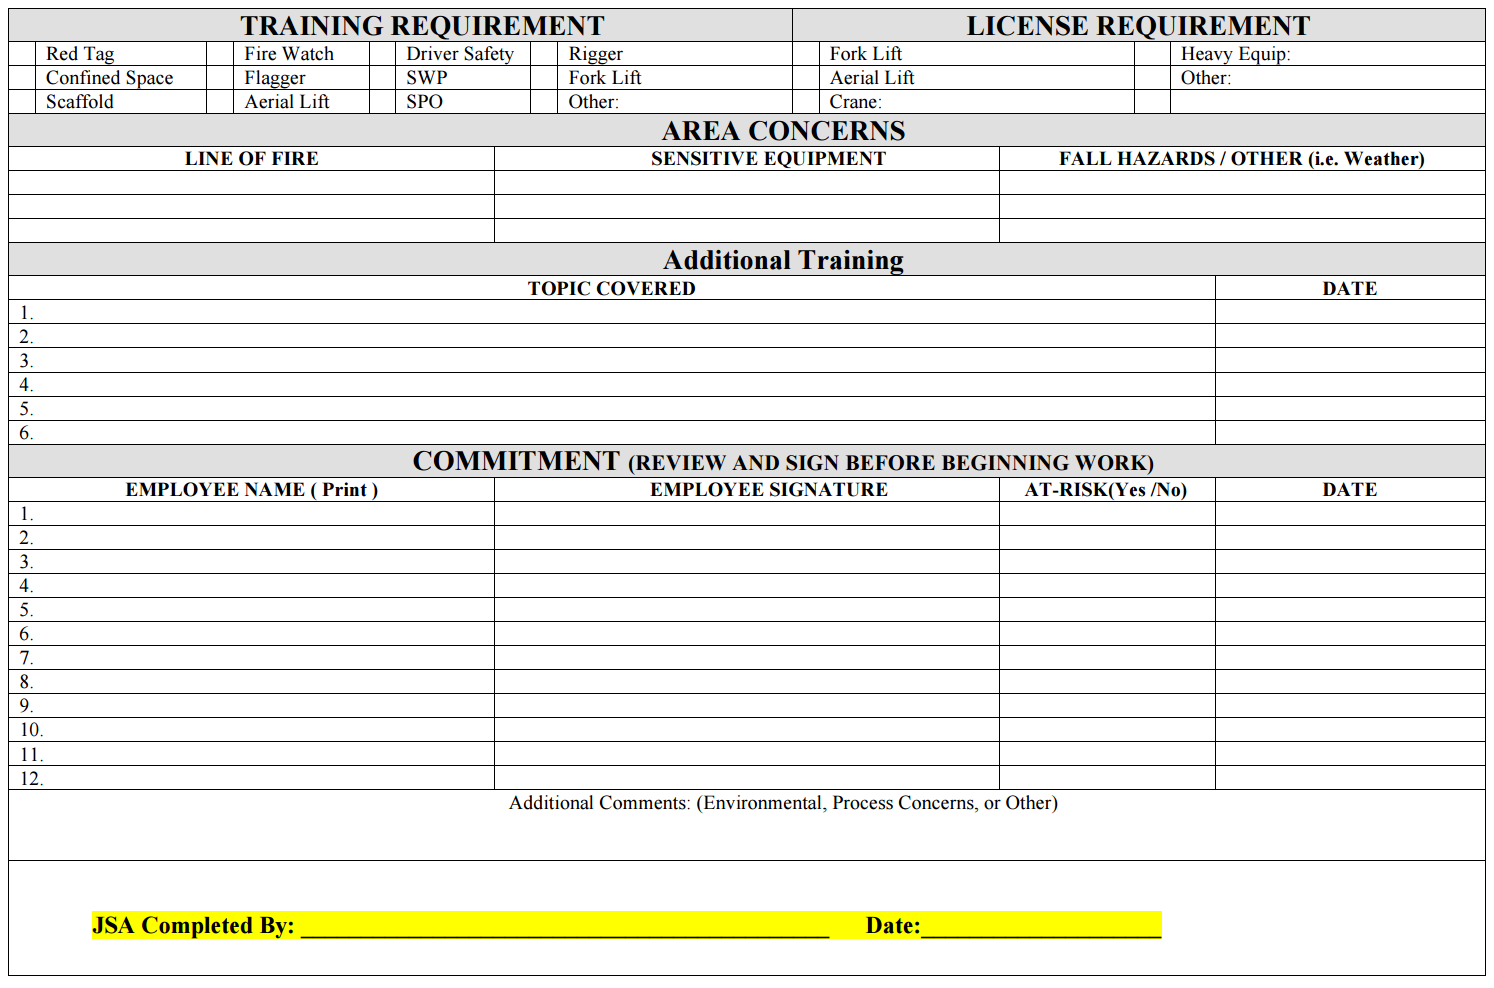 TRAINING REQUIREMENT LICENSE REQUIREMENT
Red Tag Fire Watch Driver Safety Rigger Fork Lift Heavy Equip:
Confined Space Flagger SWP Fork Lift Aerial Lift Other:
Scaffold Aerial Lift SPO Other: Crane:
AREA CONCERNS
LINE OF FIRE SENSITIVE EQUIPMENT FALL HAZARDS / OTHER (i.e. Weather)
Additional Training
TOPIC COVERED DATE
1.
2.
3.
4.
5.
6.
COMMITMENT (REVIEW AND SIGN BEFORE BEGINNING WORK)
EMPLOYEE NAME ( Print ) EMPLOYEE SIGNATURE AT-RISK(Yes /No) DATE
1.
2.
3.
4.
5.
6.
7.
8.
9.
10.
11.
12.
Additional Comments: (Environmental, Process Concerns, or Other)
JSA Completed By: ____________________________________________ Date:____________________